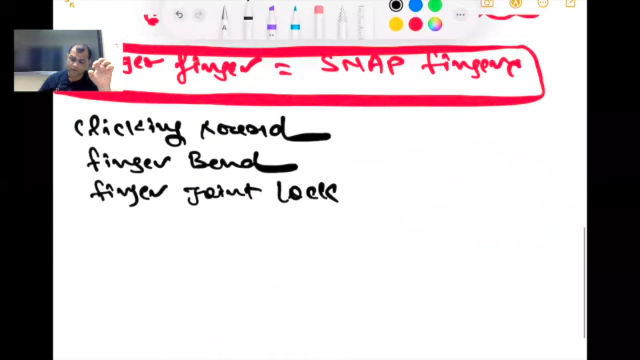 ger finger = SNAP fingers
Clicking sound
finger Bend
finger Joint Lock